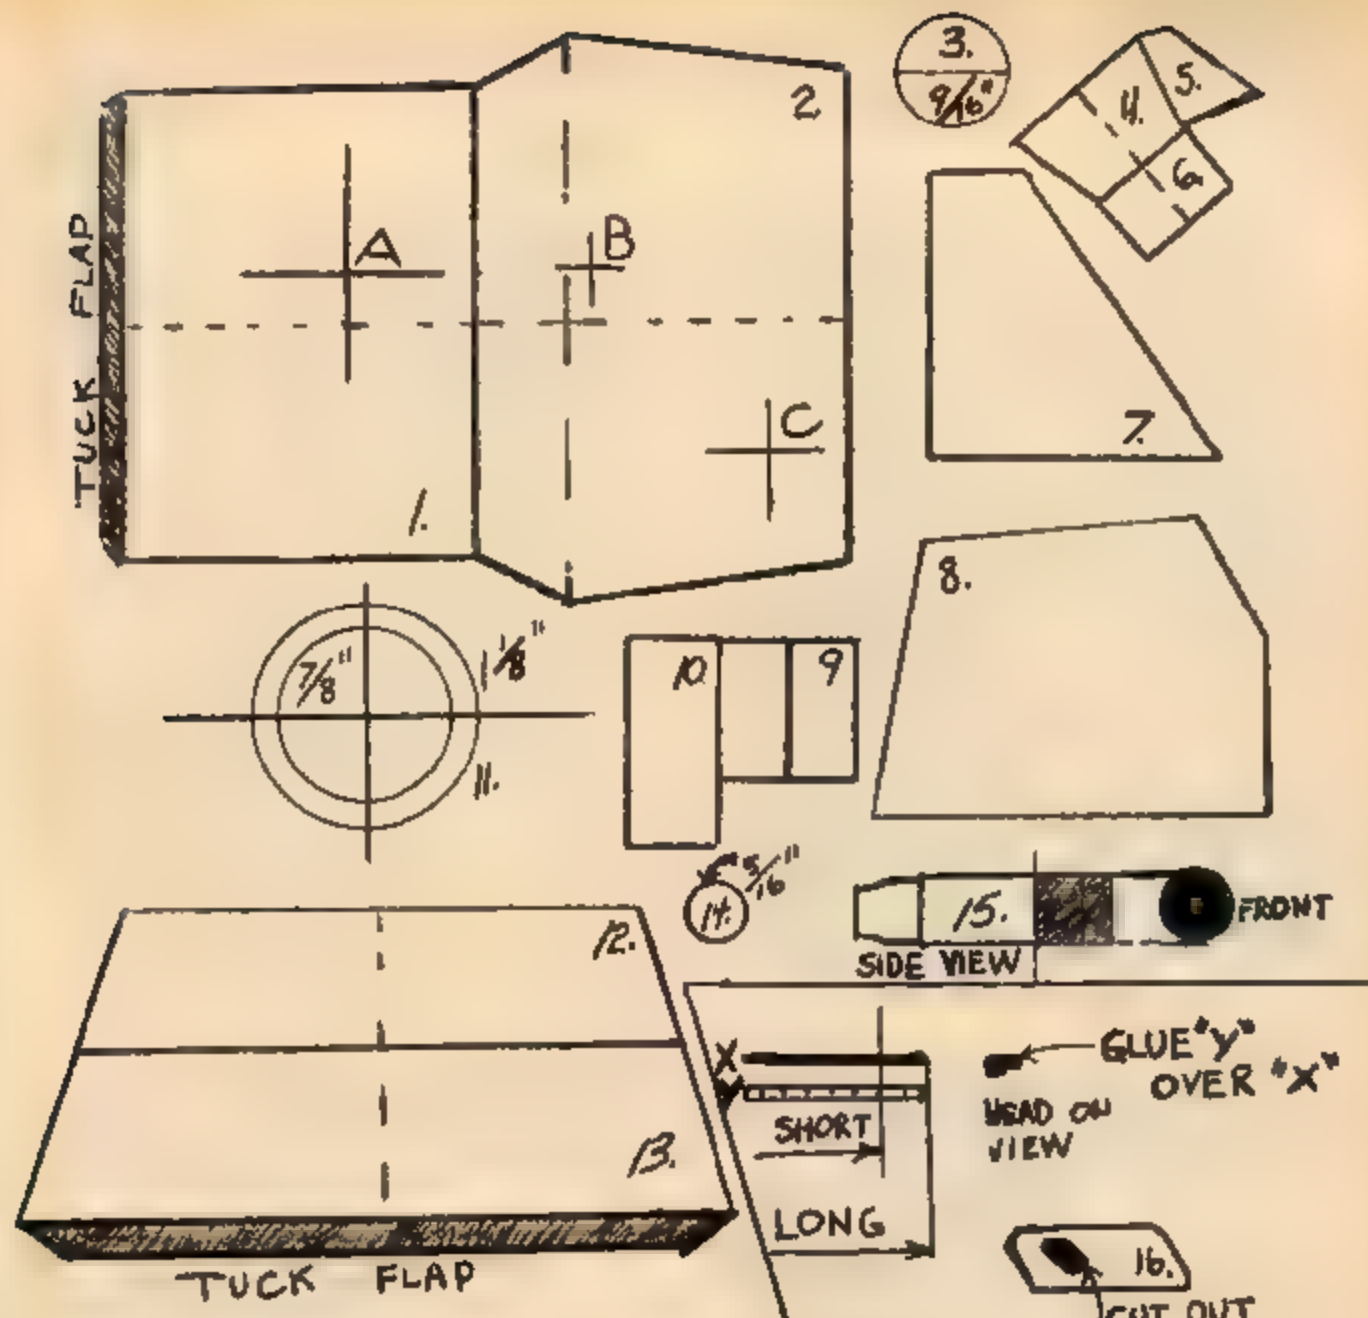 2
3.
9/16"
4.
5.
6.
TUCK FLAP
A
B
C
1.
7.
8.
7/8"
1 1/8"
11.
10.
9
5/16"
14.
12.
15.
FRONT
SIDE VIEW
13.
TUCK FLAP
X
Y
SHORT
LONG
GLUE "Y"
OVER "X"
HEAD ON
VIEW
16.
CUT OUT